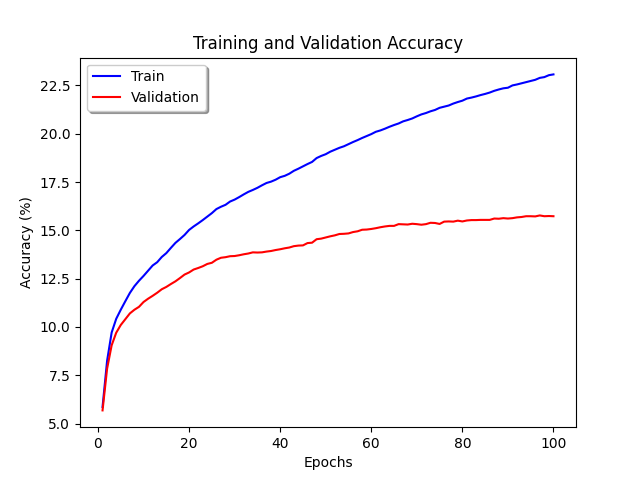 Training and Validation Accuracy
Train
Validation
22.5
20.0
17.5
15.0
12.5
10.0
7.5
5.0
Accuracy (%)
0 20 40 60 80 100
Epochs